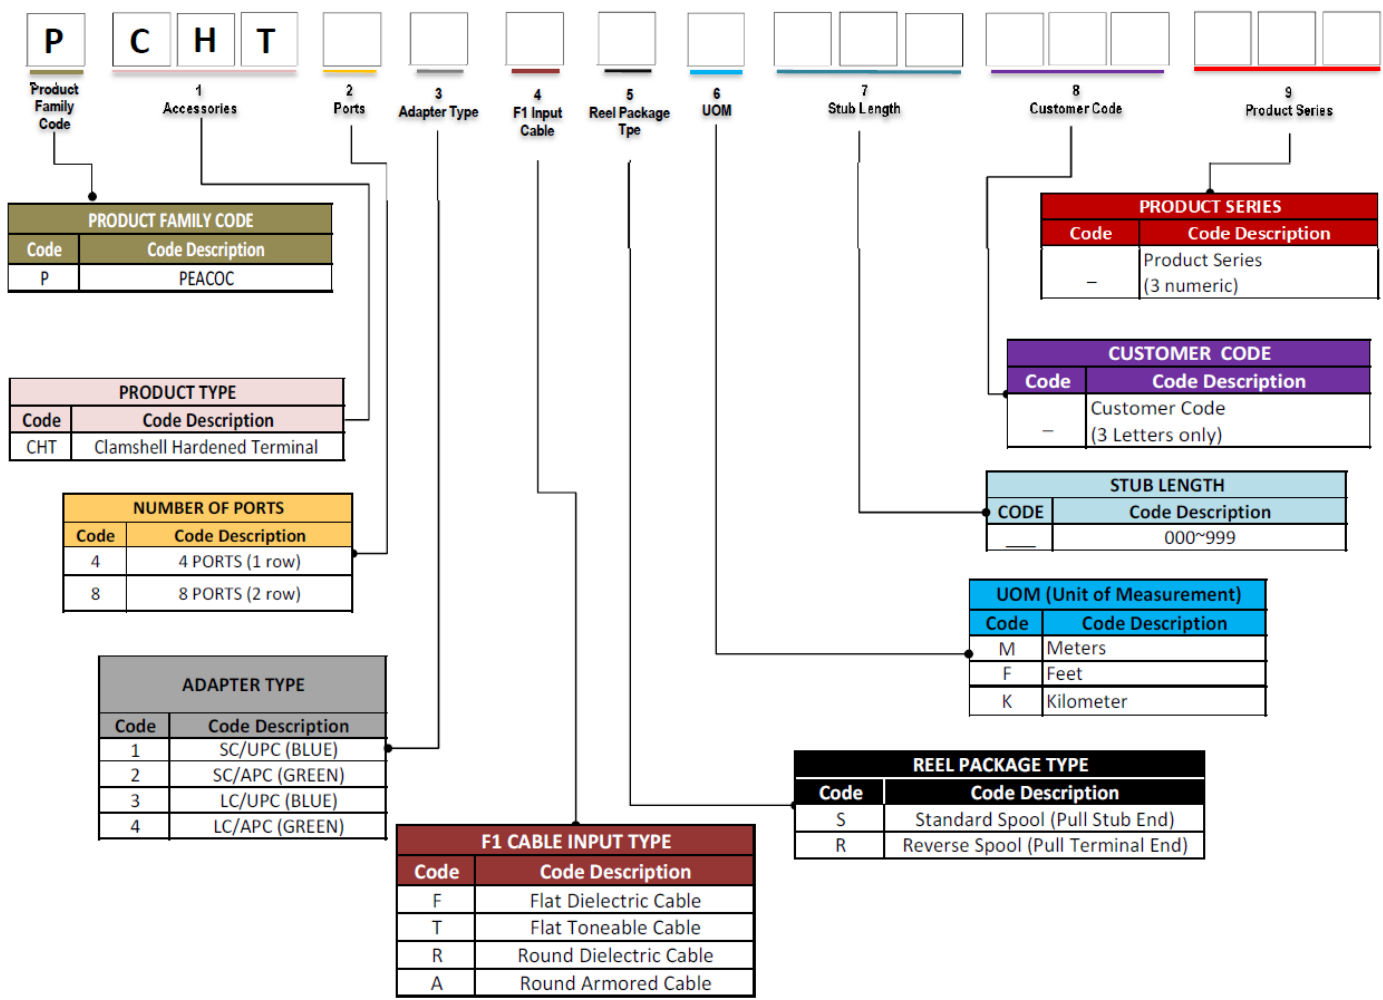 P C H T
Product
Family
Code
1
Accessories
2
Ports
3
Adapter Type
4
F1 Input
Cable
5
Reel Package
Tpe
6
UOM
7
Stub Length
8
Customer Code
9
Product Series
PRODUCT FAMILY CODE
Code Code Description
P PEACOC
PRODUCT SERIES
Code Code Description
_ Product Series
(3 numeric)
CUSTOMER CODE
Code Code Description
_ Customer Code
(3 Letters only)
PRODUCT TYPE
Code Code Description
CHT Clamshell Hardened Terminal
STUB LENGTH
CODE Code Description
___ 000~999
NUMBER OF PORTS
Code Code Description
4 4 PORTS (1 row)
8 8 PORTS (2 row)
UOM (Unit of Measurement)
Code Code Description
M Meters
F Feet
K Kilometer
ADAPTER TYPE
Code Code Description
1 SC/UPC (BLUE)
2 SC/APC (GREEN)
3 LC/UPC (BLUE)
4 LC/APC (GREEN)
REEL PACKAGE TYPE
Code Code Description
S Standard Spool (Pull Stub End)
R Reverse Spool (Pull Terminal End)
F1 CABLE INPUT TYPE
Code Code Description
F Flat Dielectric Cable
T Flat Toneable Cable
R Round Dielectric Cable
A Round Armored Cable